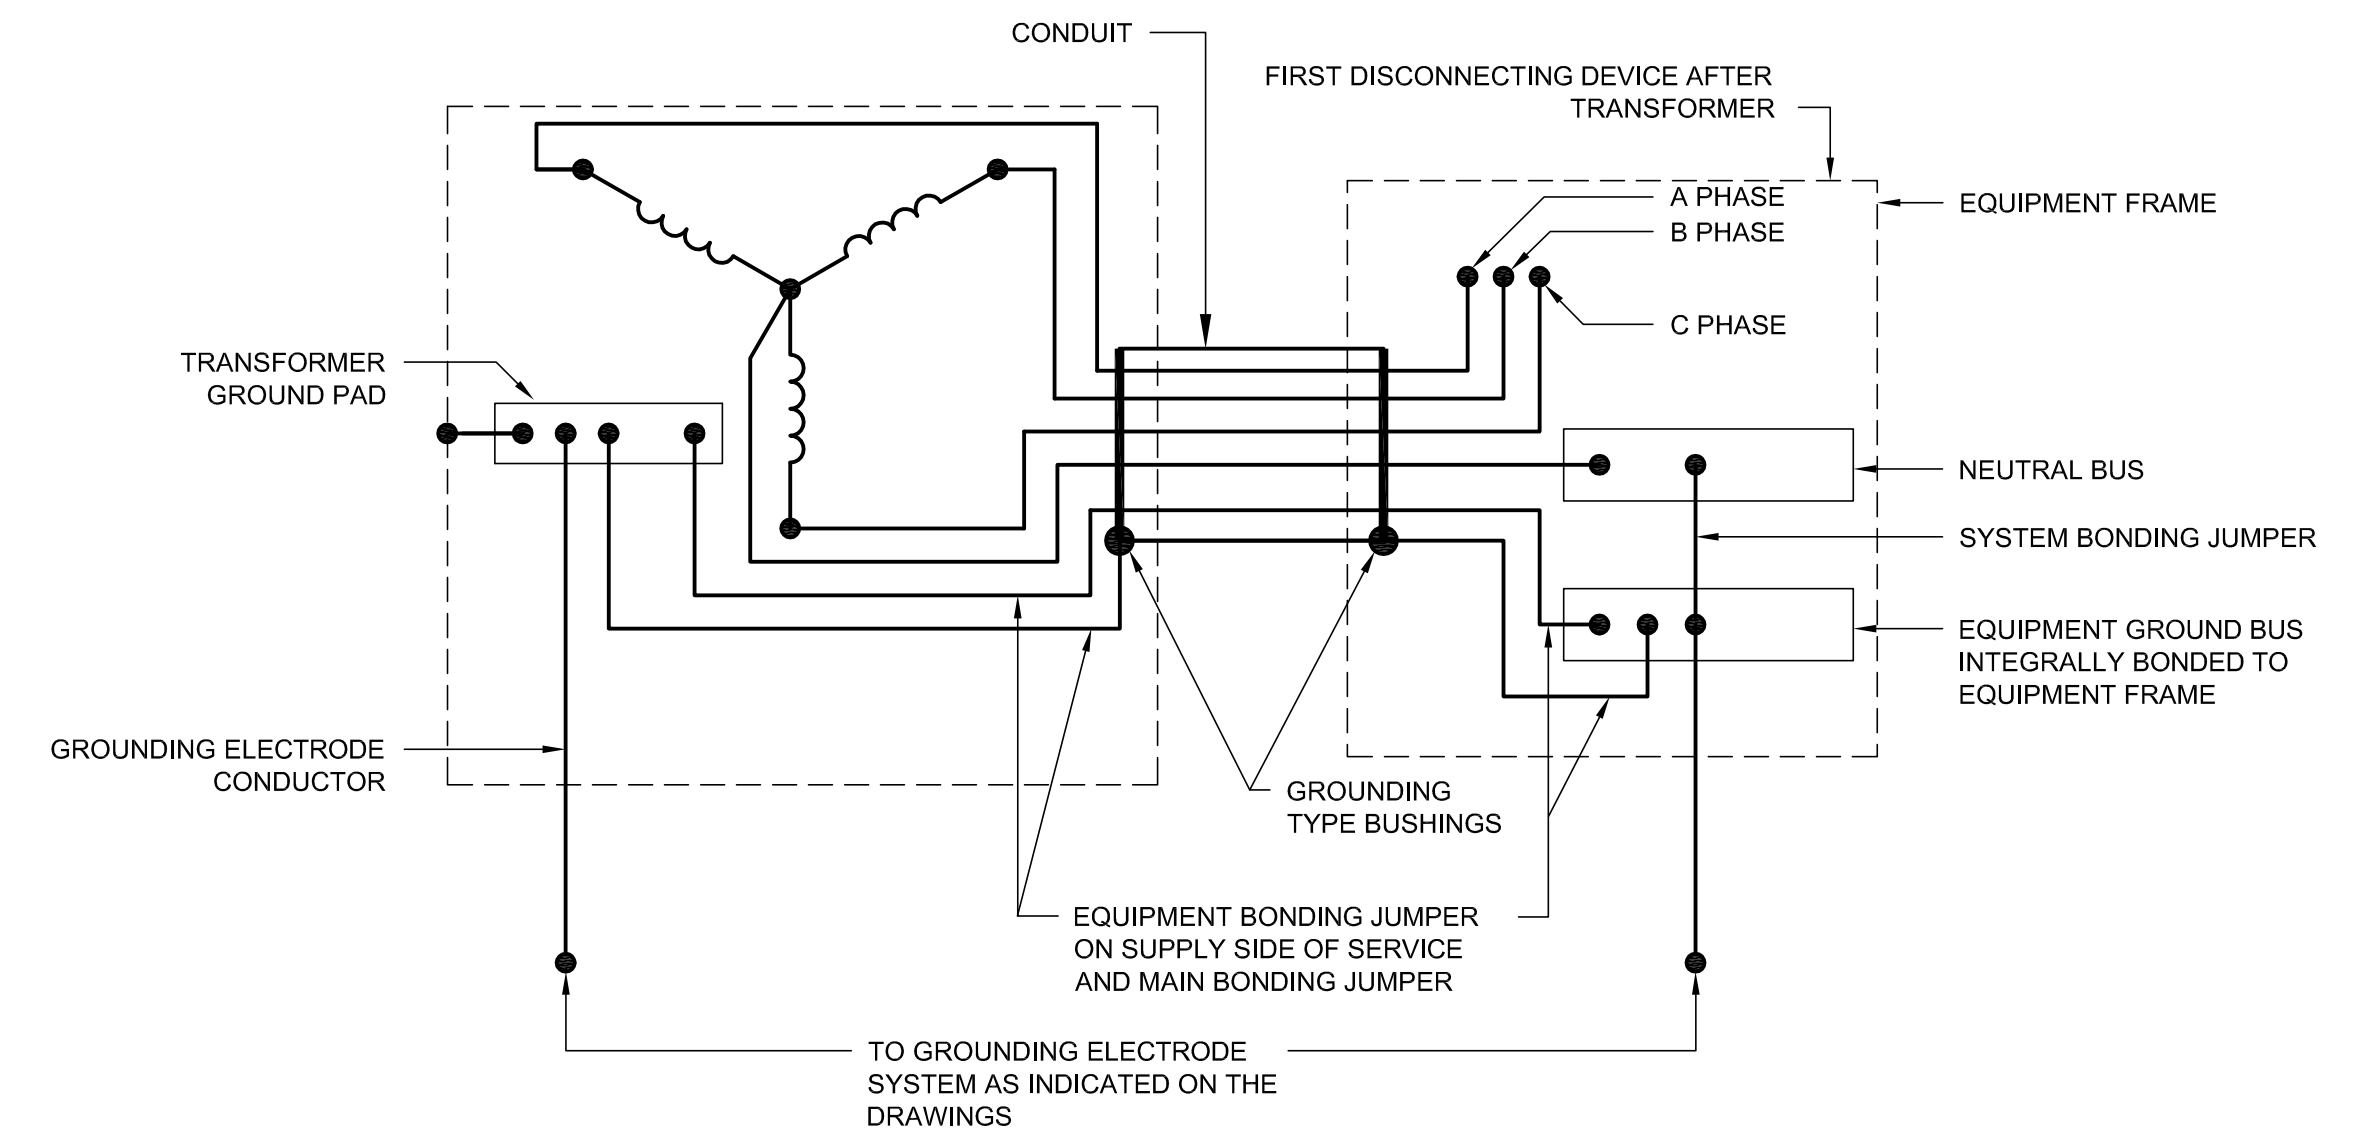 CONDUIT
FIRST DISCONNECTING DEVICE AFTER
TRANSFORMER
A PHASE
B PHASE
C PHASE
EQUIPMENT FRAME
TRANSFORMER
GROUND PAD
NEUTRAL BUS
SYSTEM BONDING JUMPER
EQUIPMENT GROUND BUS
INTEGRALLY BONDED TO
EQUIPMENT FRAME
GROUNDING ELECTRODE
CONDUCTOR
GROUNDING
TYPE BUSHINGS
EQUIPMENT BONDING JUMPER
ON SUPPLY SIDE OF SERVICE
AND MAIN BONDING JUMPER
TO GROUNDING ELECTRODE
SYSTEM AS INDICATED ON THE
DRAWINGS